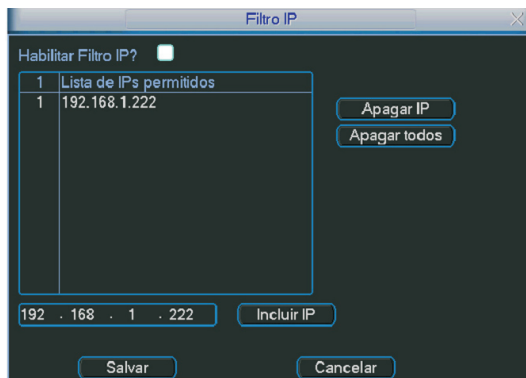 Filtro IP
Habilitar Filtro IP?
1 Lista de IPs permitidos
1 192.168.1.222
Apagar IP
Apagar todos
192 . 168 . 1 . 222
Incluir IP
Salvar
Cancelar